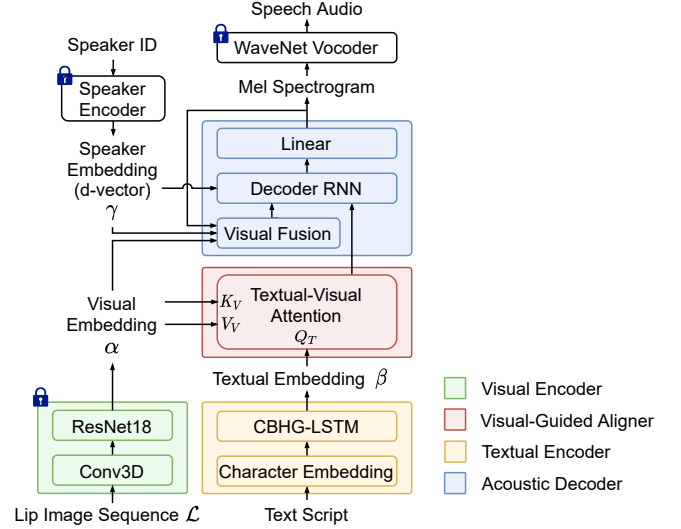 Speech Audio
WaveNet Vocoder
Speaker ID
Mel Spectrogram
Speaker
Encoder
Linear
Speaker
Embedding
(d-vector)
γ
Decoder RNN
Visual Fusion
Visual
Embedding
α
K_V
V_V
Textual-Visual
Attention
Q_T
Textual Embedding β
ResNet18
Conv3D
Lip Image Sequence ℒ
CBHG-LSTM
Character Embedding
Text Script
Visual Encoder
Visual-Guided Aligner
Textual Encoder
Acoustic Decoder